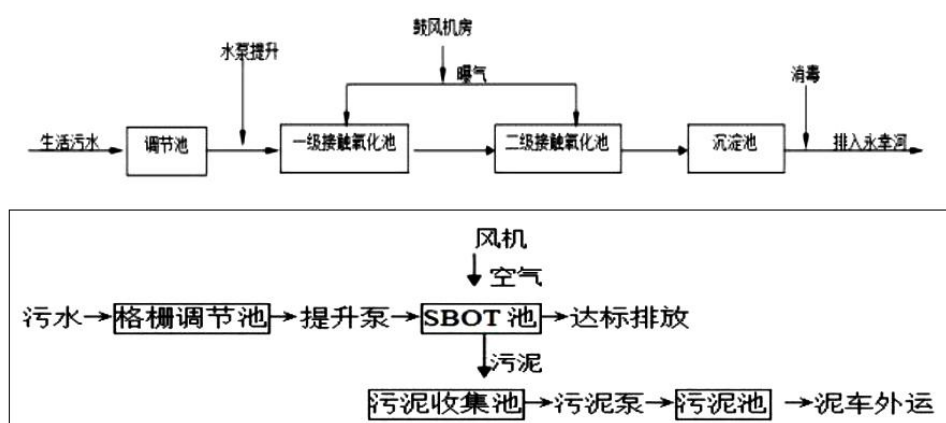 鼓风机房
水泵提升
曝气
消毒
生活污水
调节池
一级接触氧化池
二级接触氧化池
沉淀池
排入永幸河
风机
空气
污水
格栅调节池
提升泵
SBOT 池
达标排放
污泥
污泥收集池
污泥泵
污泥池
泥车外运